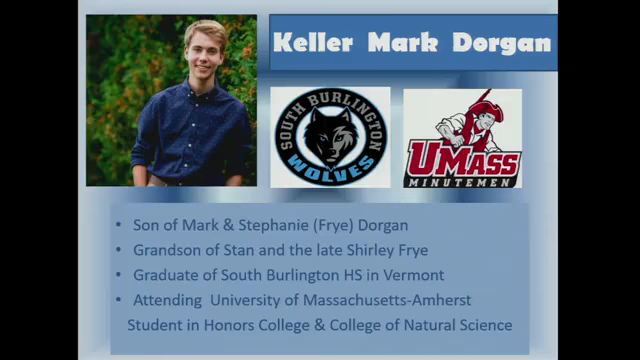 Keller Mark Dorgan
SOUTH BURLINGTON
WOLVES
UMASS
MINUTEMEN
• Son of Mark & Stephanie (Frye) Dorgan
• Grandson of Stan and the late Shirley Frye
• Graduate of South Burlington HS in Vermont
• Attending University of Massachusetts-Amherst
Student in Honors College & College of Natural Science